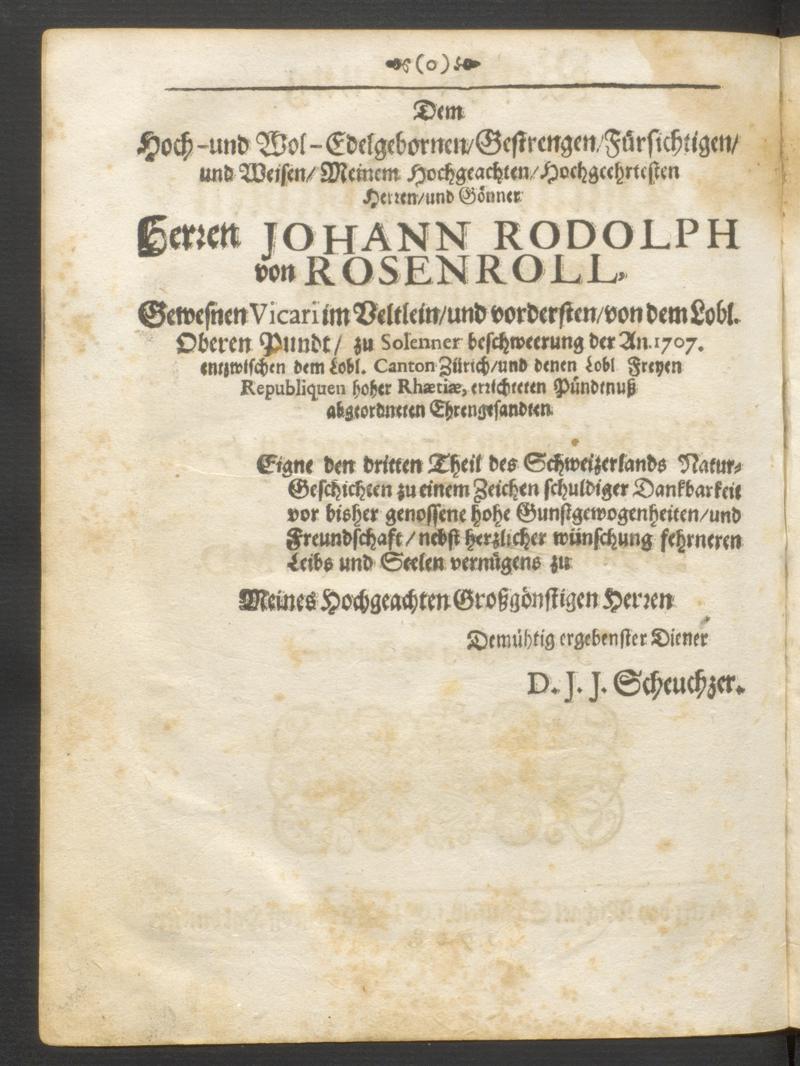 (0)
Dem
Hoch-und Wol-Edelgebornen/Gestrengen/Fürsichtigen/
und Weisen/Meinem Hochgeachten/Hochgeehrtesten
Herren/und Gönner
Herren JOHANN RODOLPH
von ROSENROLL,
Gewesnen Vicari im Veltlein/und vordersten/von dem Lobl.
Oberen Pundt/ zu Solenner beschweerung der An. 1707.
entzwischen dem Lobl. Canton Zürich/und denen Lobl Freyen
Republiquen hoher Rhætiæ, errichteten Pündtnuß
abgeordneten Ehrengesandten.
Eigne den dritten Theil des Schweizerlands Natur-
Geschichten zu einem Zeichen schuldiger Dankbarkeit
vor bisher genossene hohe Gunstgewogenheiten/und
Freundschaft/nebst herzlicher wünschung fehrneren
Leibs und Seelen vernügens zu
Meines Hochgeachten Großgönstigen Herren
Demühtig ergebenster Diener
D. J. J. Scheuchzer.